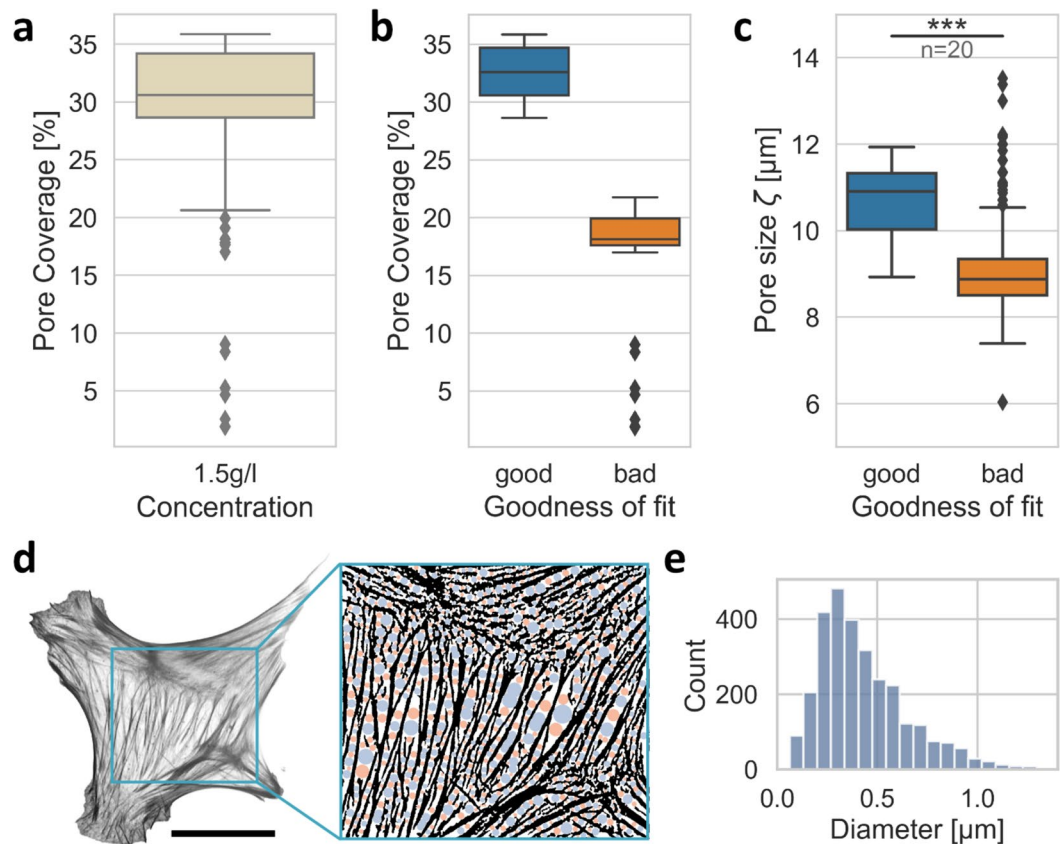 a
35
30
25
20
15
10
5
Pore Coverage [%]
1.5g/l
Concentration
b
35
30
25
20
15
10
5
Pore Coverage [%]
good bad
Goodness of fit
c
***
n=20
14
12
10
8
6
Pore size ζ [µm]
good bad
Goodness of fit
d
e
400
200
0
Count
0.0 0.5 1.0
Diameter [µm]